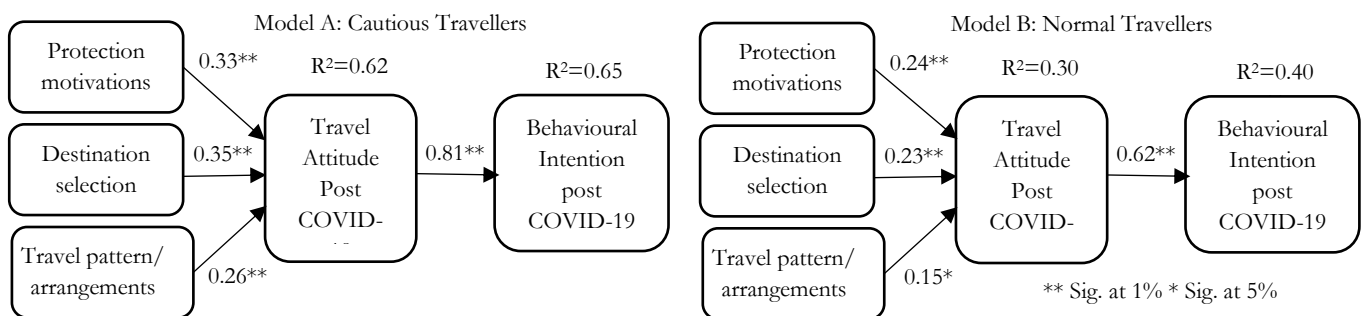 Model A: Cautious Travellers
Protection
motivations
0.33**
R²=0.62
R²=0.65
Destination
selection
0.35**
Travel
Attitude
Post
COVID-
0.81**
Behavioural
Intention
post
COVID-19
Travel pattern/
arrangements
0.26**
Model B: Normal Travellers
Protection
motivations
0.24**
R²=0.30
R²=0.40
Destination
selection
0.23**
Travel
Attitude
Post
COVID-
0.62**
Behavioural
Intention
post
COVID-19
Travel pattern/
arrangements
0.15*
** Sig. at 1% * Sig. at 5%